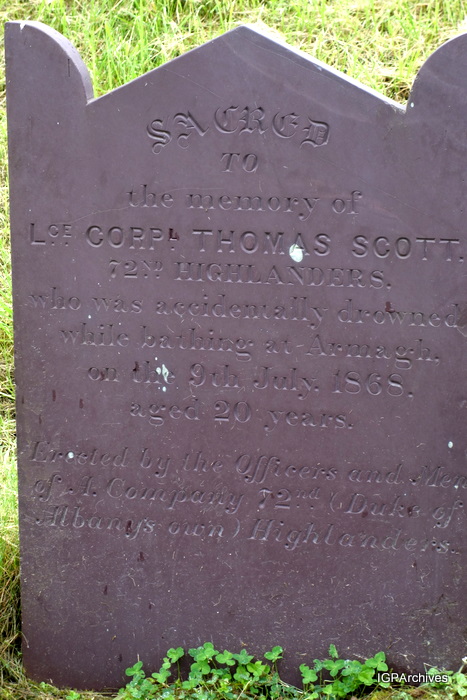 SACRED
TO
the memory of
LCE CORPL THOMAS SCOTT.
72ND HIGHLANDERS.
who was accidentally drowned
while bathing at Armagh.
on the 9th July. 1868.
aged 20 years.
Erected by the Officers and Men
of A. Company 72nd (Duke of
Albany's own) Highlanders.
IGPArchives